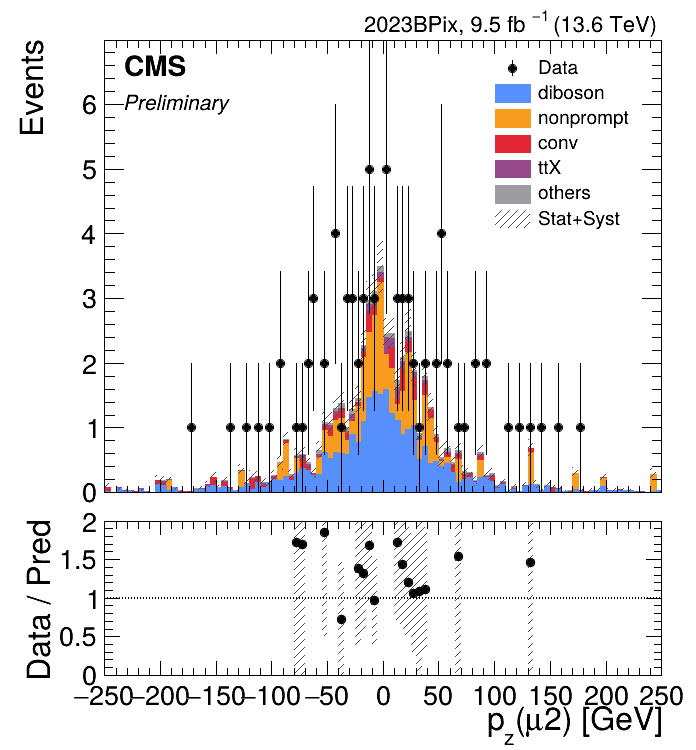 2023BPix, 9.5 fb⁻¹ (13.6 TeV)
CMS
Preliminary
Events
Data
diboson
nonprompt
conv
ttX
others
Stat+Syst
6
5
4
3
2
1
0
Data / Pred
2
1.5
1
0.5
0
−250 −200 −150 −100 −50 0 50 100 150 200 250
p_z(μ2) [GeV]